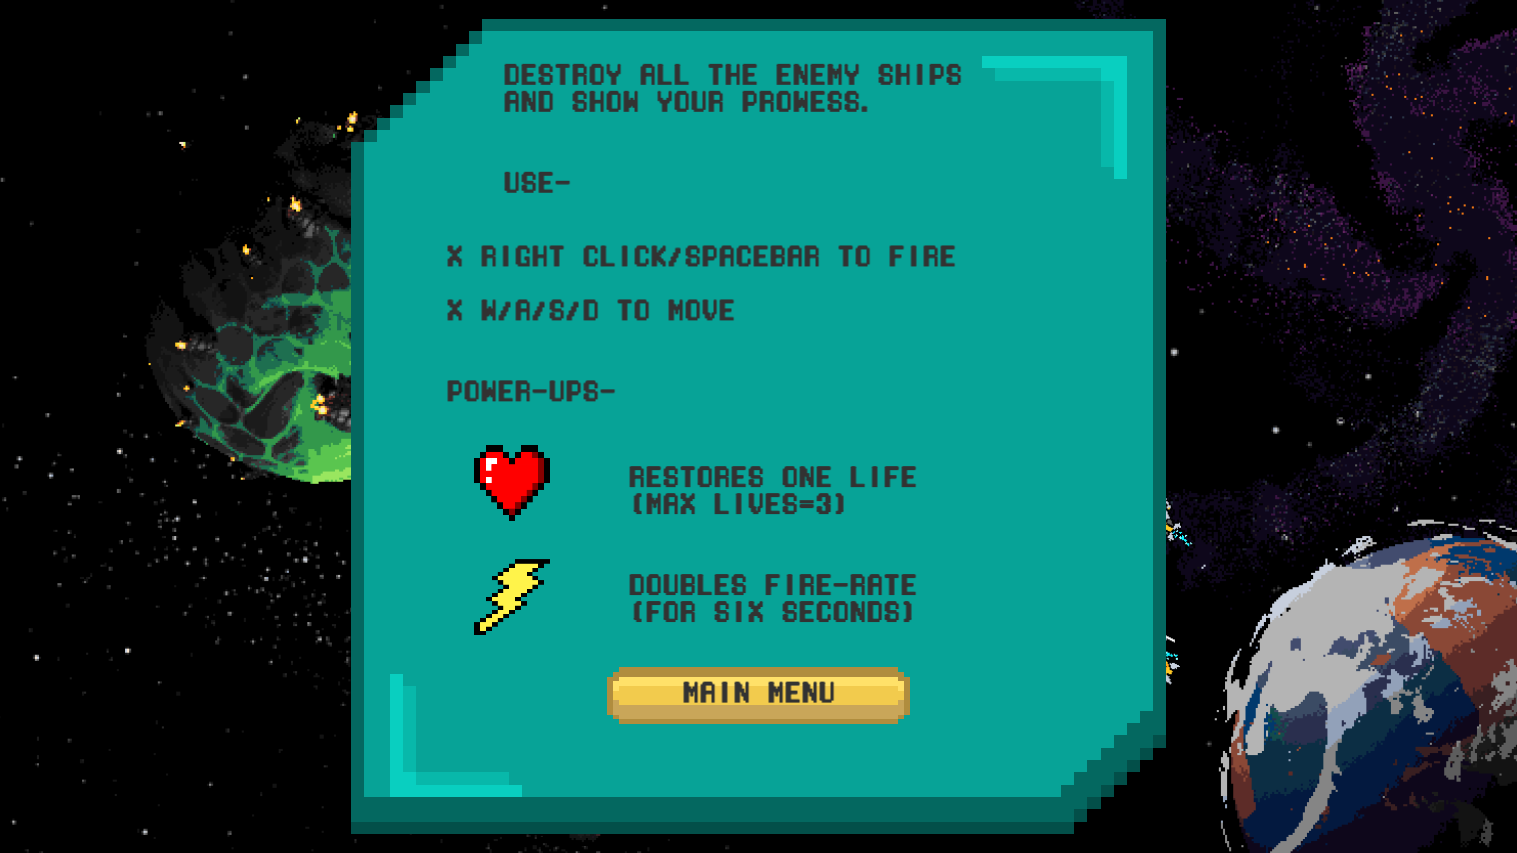 DESTROY ALL THE ENEMY SHIPS
AND SHOW YOUR PROWESS.
USE-
X RIGHT CLICK/SPACEBAR TO FIRE
X W/A/S/D TO MOVE
POWER-UPS-
RESTORES ONE LIFE
(MAX LIVES=3)
DOUBLES FIRE-RATE
(FOR SIX SECONDS)
MAIN MENU